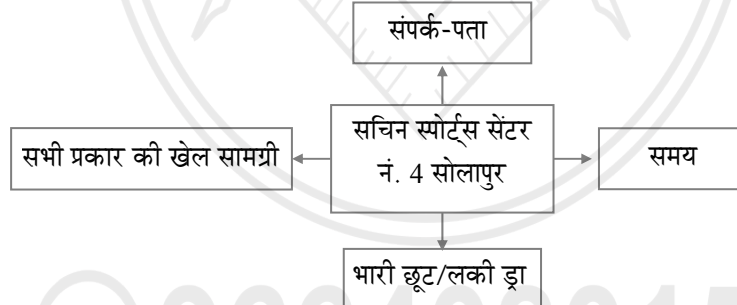 संपर्क-पता
सचिन स्पोर्ट्स सेंटर
नं. 4 सोलापुर
सभी प्रकार की खेल सामग्री
समय
भारी छूट/लकी ड्रा